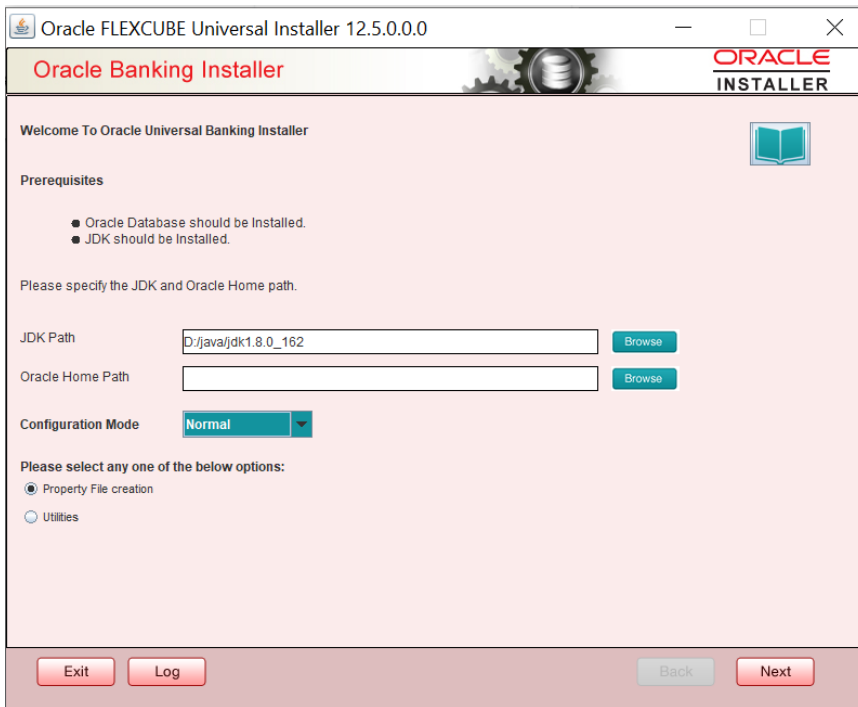 Oracle FLEXCUBE Universal Installer 12.5.0.0.0
Oracle Banking Installer
ORACLE
INSTALLER
Welcome To Oracle Universal Banking Installer
Prerequisites
Oracle Database should be Installed.
JDK should be Installed.
Please specify the JDK and Oracle Home path.
JDK Path D:/java/jdk1.8.0_162 Browse
Oracle Home Path Browse
Configuration Mode Normal
Please select any one of the below options:
Property File creation
Utilities
Exit Log Back Next